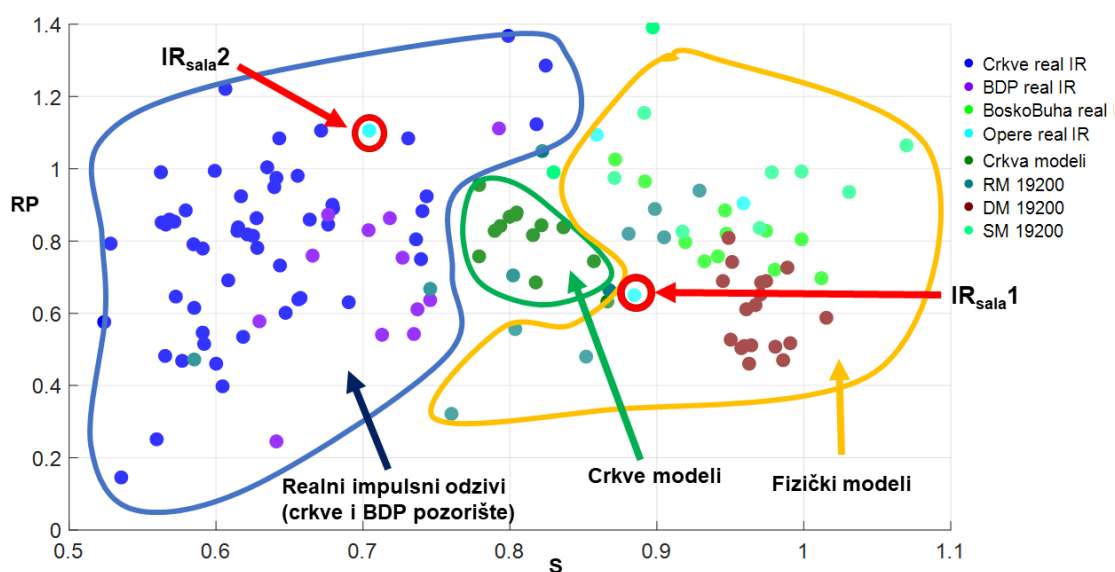 1.4
1.2
1
0.8
0.6
0.4
0.2
0
RP
0.5
0.6
0.7
0.8
0.9
1
1.1
S
IRsala2
IRsala1
Realni impulsni odzivi
(crkve i BDP pozorište)
Crkve modeli
Fizički modeli
Crkve real IR
BDP real IR
BoskoBuha real I
Opere real IR
Crkva modeli
RM 19200
DM 19200
SM 19200